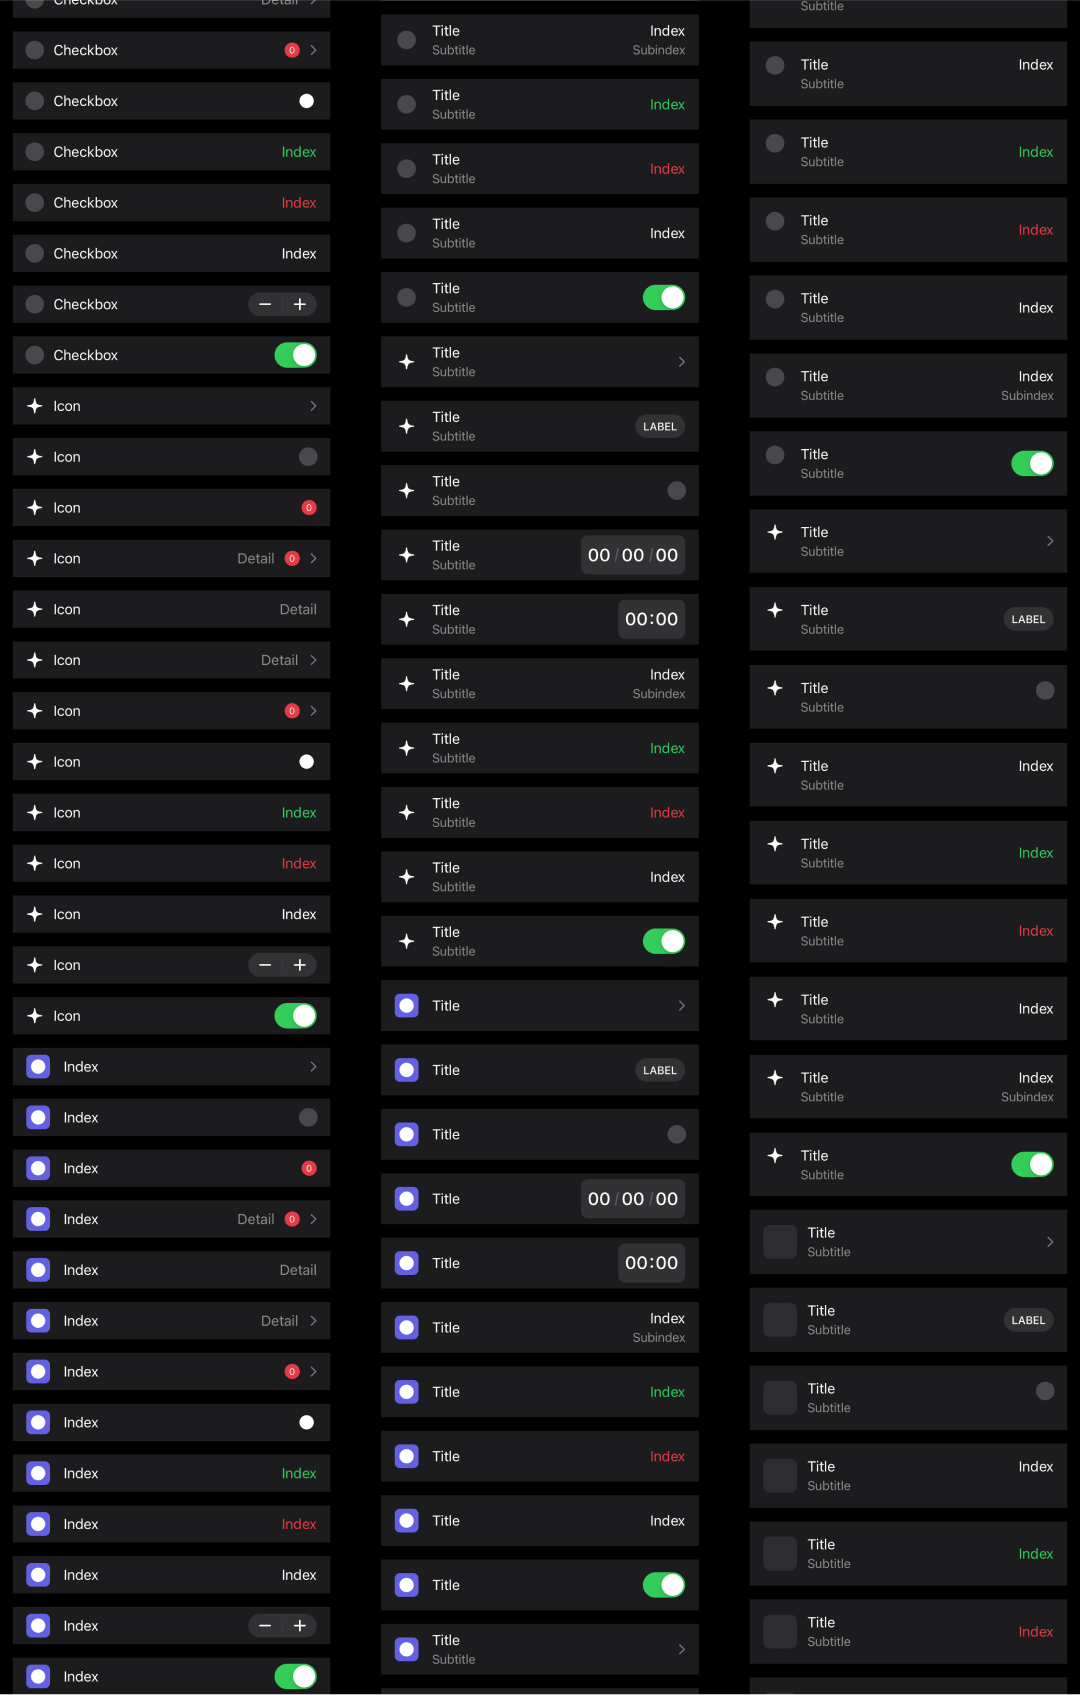 Checkbox Detail
Checkbox 0
Checkbox
Checkbox Index
Checkbox Index
Checkbox Index
Checkbox − +
Checkbox
Icon
Icon
Icon 0
Icon Detail 0
Icon Detail
Icon Detail
Icon 0
Icon
Icon Index
Icon Index
Icon Index
Icon − +
Icon
Index
Index
Index 0
Index Detail 0
Index Detail
Index Detail
Index 0
Index
Index Index
Index Index
Index Index
Index − +
Index
Title Index
Subtitle Subindex
Title
Subtitle
Index
Title
Subtitle
Index
Title
Subtitle
Index
Title
Subtitle
Title
Subtitle
Title
Subtitle
LABEL
Title
Subtitle
Title
Subtitle
00 / 00 / 00
Title
Subtitle
00:00
Title Index
Subtitle Subindex
Title
Subtitle
Index
Title
Subtitle
Index
Title
Subtitle
Index
Title
Subtitle
Title
Title LABEL
Title
Title 00 / 00 / 00
Title 00:00
Title
Index
Subindex
Title Index
Title Index
Title Index
Title
Title
Subtitle
Subtitle
Title Index
Subtitle
Title
Subtitle
Index
Title
Subtitle
Index
Title
Subtitle
Index
Title Index
Subtitle Subindex
Title
Subtitle
Title
Subtitle
Title
Subtitle
LABEL
Title
Subtitle
Title Index
Subtitle
Title
Subtitle
Index
Title
Subtitle
Index
Title
Subtitle
Index
Title Index
Subtitle Subindex
Title
Subtitle
Title
Subtitle
Title
Subtitle
LABEL
Title
Subtitle
Title Index
Subtitle
Title
Subtitle
Index
Title
Subtitle
Index